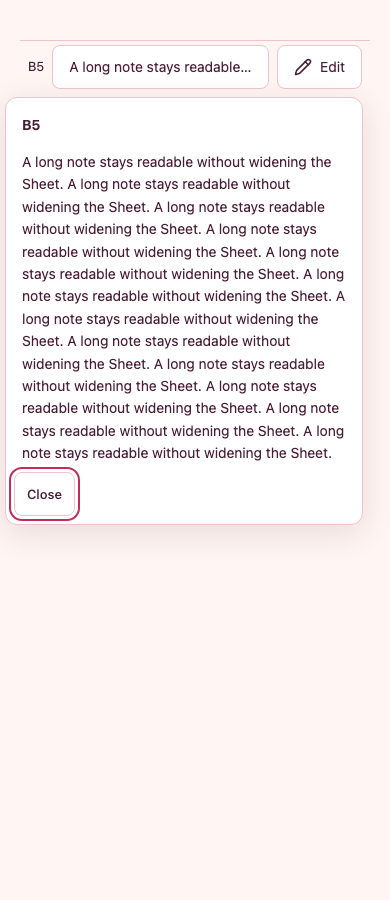 B5
A long note stays readable...
Edit
B5
A long note stays readable without widening the
Sheet. A long note stays readable without
widening the Sheet. A long note stays readable
without widening the Sheet. A long note stays
readable without widening the Sheet. A long note
stays readable without widening the Sheet. A long
note stays readable without widening the Sheet. A
long note stays readable without widening the
Sheet. A long note stays readable without
widening the Sheet. A long note stays readable
without widening the Sheet. A long note stays
readable without widening the Sheet. A long note
stays readable without widening the Sheet. A long
note stays readable without widening the Sheet.
Close